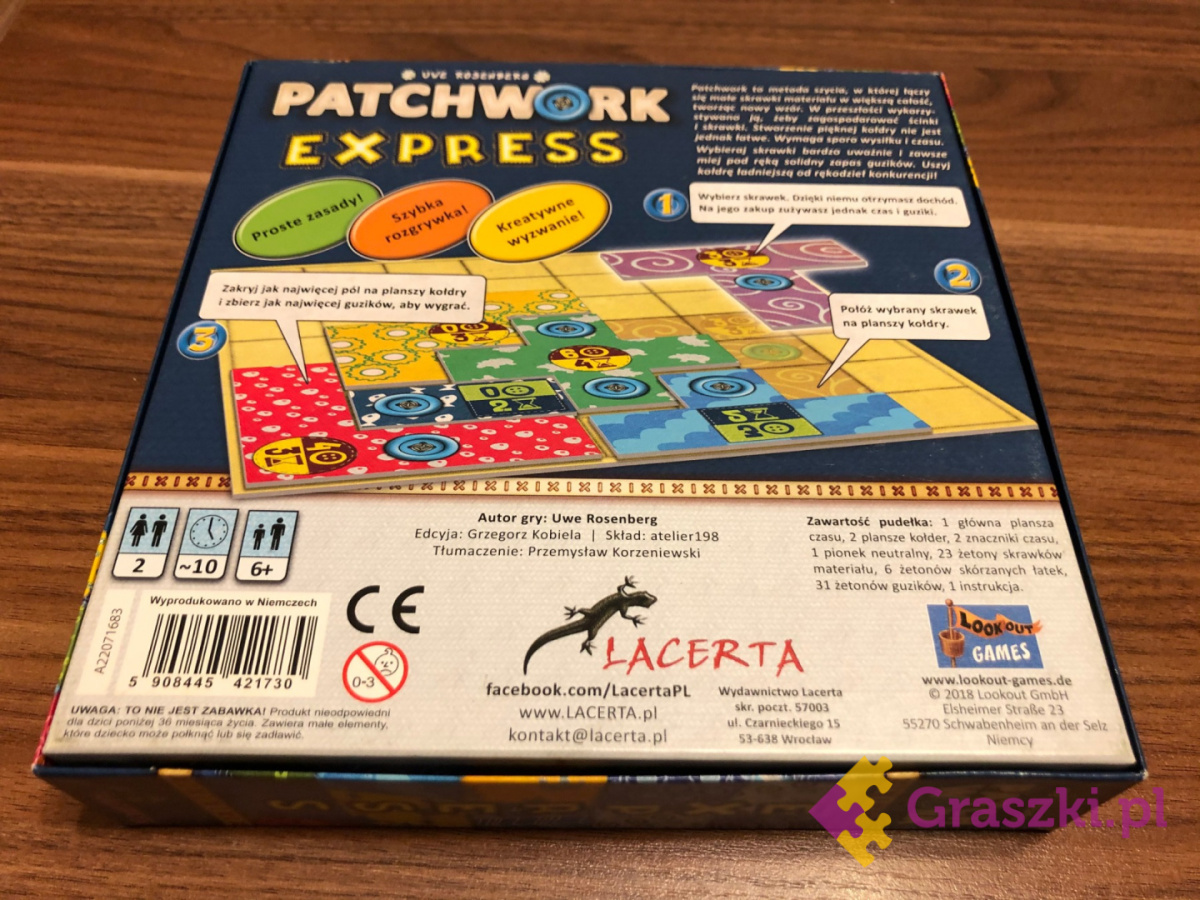 UWE ROSENBERG
PATCHWORK
EXPRESS
Patchwork to metoda szycia, w której łączy
się małe skrawki materiału w większą całość,
tworząc nowy wzór. W przeszłości wykorzy-
stywano ją, żeby zagospodarować ścinki
i skrawki. Stworzenie pięknej kołdry nie jest
jednak łatwe. Wymaga sporo wysiłku i czasu.
Wybieraj skrawki bardzo uważnie i zawsze
miej pod ręką solidny zapas guzików. Uszyj
kołdrę ładniejszą od rękodzieł konkurencji!
Proste zasady!
Szybka
rozgrywka!
Kreatywne
wyzwanie!
1
Wybierz skrawek. Dzięki niemu otrzymasz dochód.
Na jego zakup zużywasz jednak czas i guziki.
2
Połóż wybrany skrawek
na planszy kołdry.
3
Zakryj jak najwięcej pól na planszy kołdry
i zbierz jak najwięcej guzików, aby wygrać.
0
3
6
4
0
2
5
2
4
3
2
~10
6+
Autor gry: Uwe Rosenberg
Edycja: Grzegorz Kobiela | Skład: atelier198
Tłumaczenie: Przemysław Korzeniewski
Zawartość pudełka: 1 główna plansza
czasu, 2 plansze kołder, 2 znaczniki czasu,
1 pionek neutralny, 23 żetony skrawków
materiału, 6 żetonów skórzanych łatek,
31 żetonów guzików, 1 instrukcja.
A22071683
Wyprodukowano w Niemczech
5 908445 421730
CE
0-3
UWAGA: TO NIE JEST ZABAWKA! Produkt nieodpowiedni
dla dzici poniżej 36 miesiąca życia. Zawiera małe elementy,
które dziecko może połknąć lub się zadławić.
LACERTA
facebook.com/LacertaPL
www.LACERTA.pl
kontakt@lacerta.pl
Wydawnictwo Lacerta
skr. poczt. 57003
ul. Czarnieckiego 15
53-638 Wrocław
LOOKOUT
GAMES
www.lookout-games.de
© 2018 Lookout GmbH
Elsheimer Straße 23
55270 Schwabenheim an der Selz
Niemcy
Graszki.pl